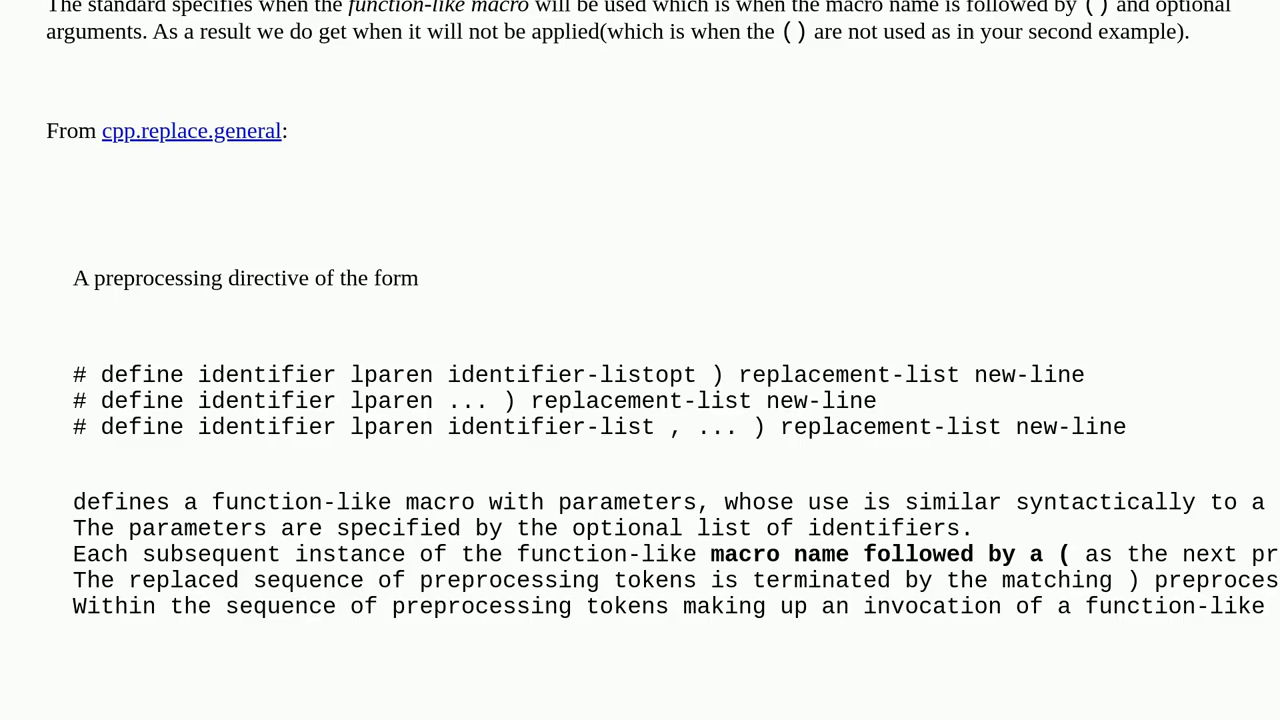 The standard specifies when the function-like macro will be used which is when the macro name is followed by () and optional
arguments. As a result we do get when it will not be applied(which is when the () are not used as in your second example).
From cpp.replace.general:
A preprocessing directive of the form
# define identifier lparen identifier-listopt ) replacement-list new-line
# define identifier lparen ... ) replacement-list new-line
# define identifier lparen identifier-list , ... ) replacement-list new-line
defines a function-like macro with parameters, whose use is similar syntactically to a
The parameters are specified by the optional list of identifiers.
Each subsequent instance of the function-like macro name followed by a ( as the next pr
The replaced sequence of preprocessing tokens is terminated by the matching ) preproces
Within the sequence of preprocessing tokens making up an invocation of a function-like